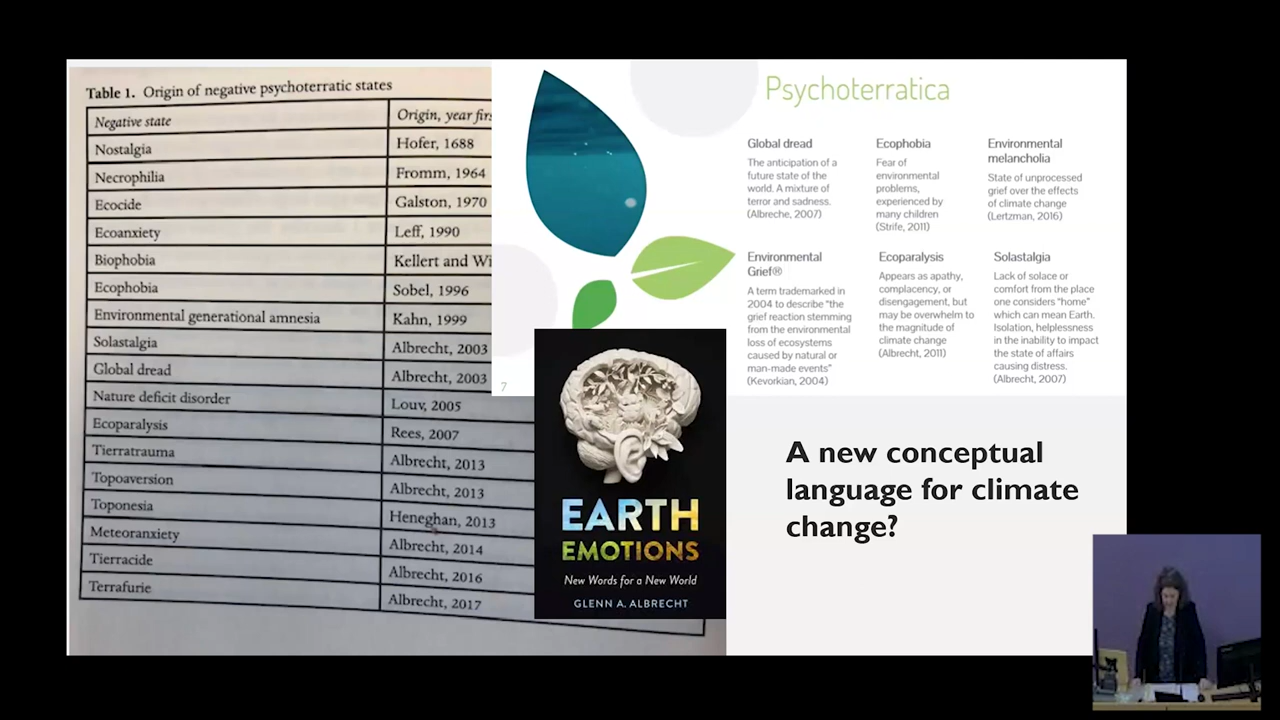 Table 1. Origin of negative psychoterratic states
Negative state Origin, year firs
Nostalgia Hofer, 1688
Necrophilia Fromm, 1964
Ecocide Galston, 1970
Ecoanxiety Leff, 1990
Biophobia Kellert and Wi
Ecophobia Sobel, 1996
Environmental generational amnesia Kahn, 1999
Solastalgia Albrecht, 2003
Global dread Albrecht, 2003
Nature deficit disorder Louv, 2005
Ecoparalysis Rees, 2007
Tierratrauma Albrecht, 2013
Topoaversion Albrecht, 2013
Toponesia Heneghan, 2013
Meteoranxiety Albrecht, 2014
Tierracide Albrecht, 2016
Terrafurie Albrecht, 2017
Psychoterratica
Global dread
The anticipation of a
future state of the
world. A mixture of
terror and sadness.
(Albreche, 2007)
Ecophobia
Fear of
environmental
problems,
experienced by
many children
(Strife, 2011)
Environmental
melancholia
State of unprocessed
grief over the effects
of climate change
(Lertzman, 2016)
Environmental
Grief®
A term trademarked in
2004 to describe “the
grief reaction stemming
from the environmental
loss of ecosystems
caused by natural or
man-made events”
(Kevorkian, 2004)
Ecoparalysis
Appears as apathy,
complacency, or
disengagement, but
may be overwhelm to
the magnitude of
climate change
(Albrecht, 2011)
Solastalgia
Lack of solace or
comfort from the place
one considers “home”
which can mean Earth.
Isolation, helplessness
in the inability to impact
the state of affairs
causing distress.
(Albrecht, 2007)
7
EARTH
EMOTIONS
New Words for a New World
GLENN A. ALBRECHT
A new conceptual
language for climate
change?